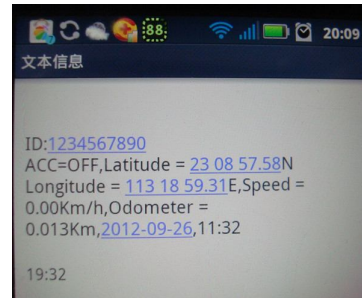 88
20:09
文本信息
ID:1234567890
ACC=OFF,Latitude = 23 08 57.58N
Longitude = 113 18 59.31E,Speed =
0.00Km/h,Odometer =
0.013Km,2012-09-26,11:32
19:32